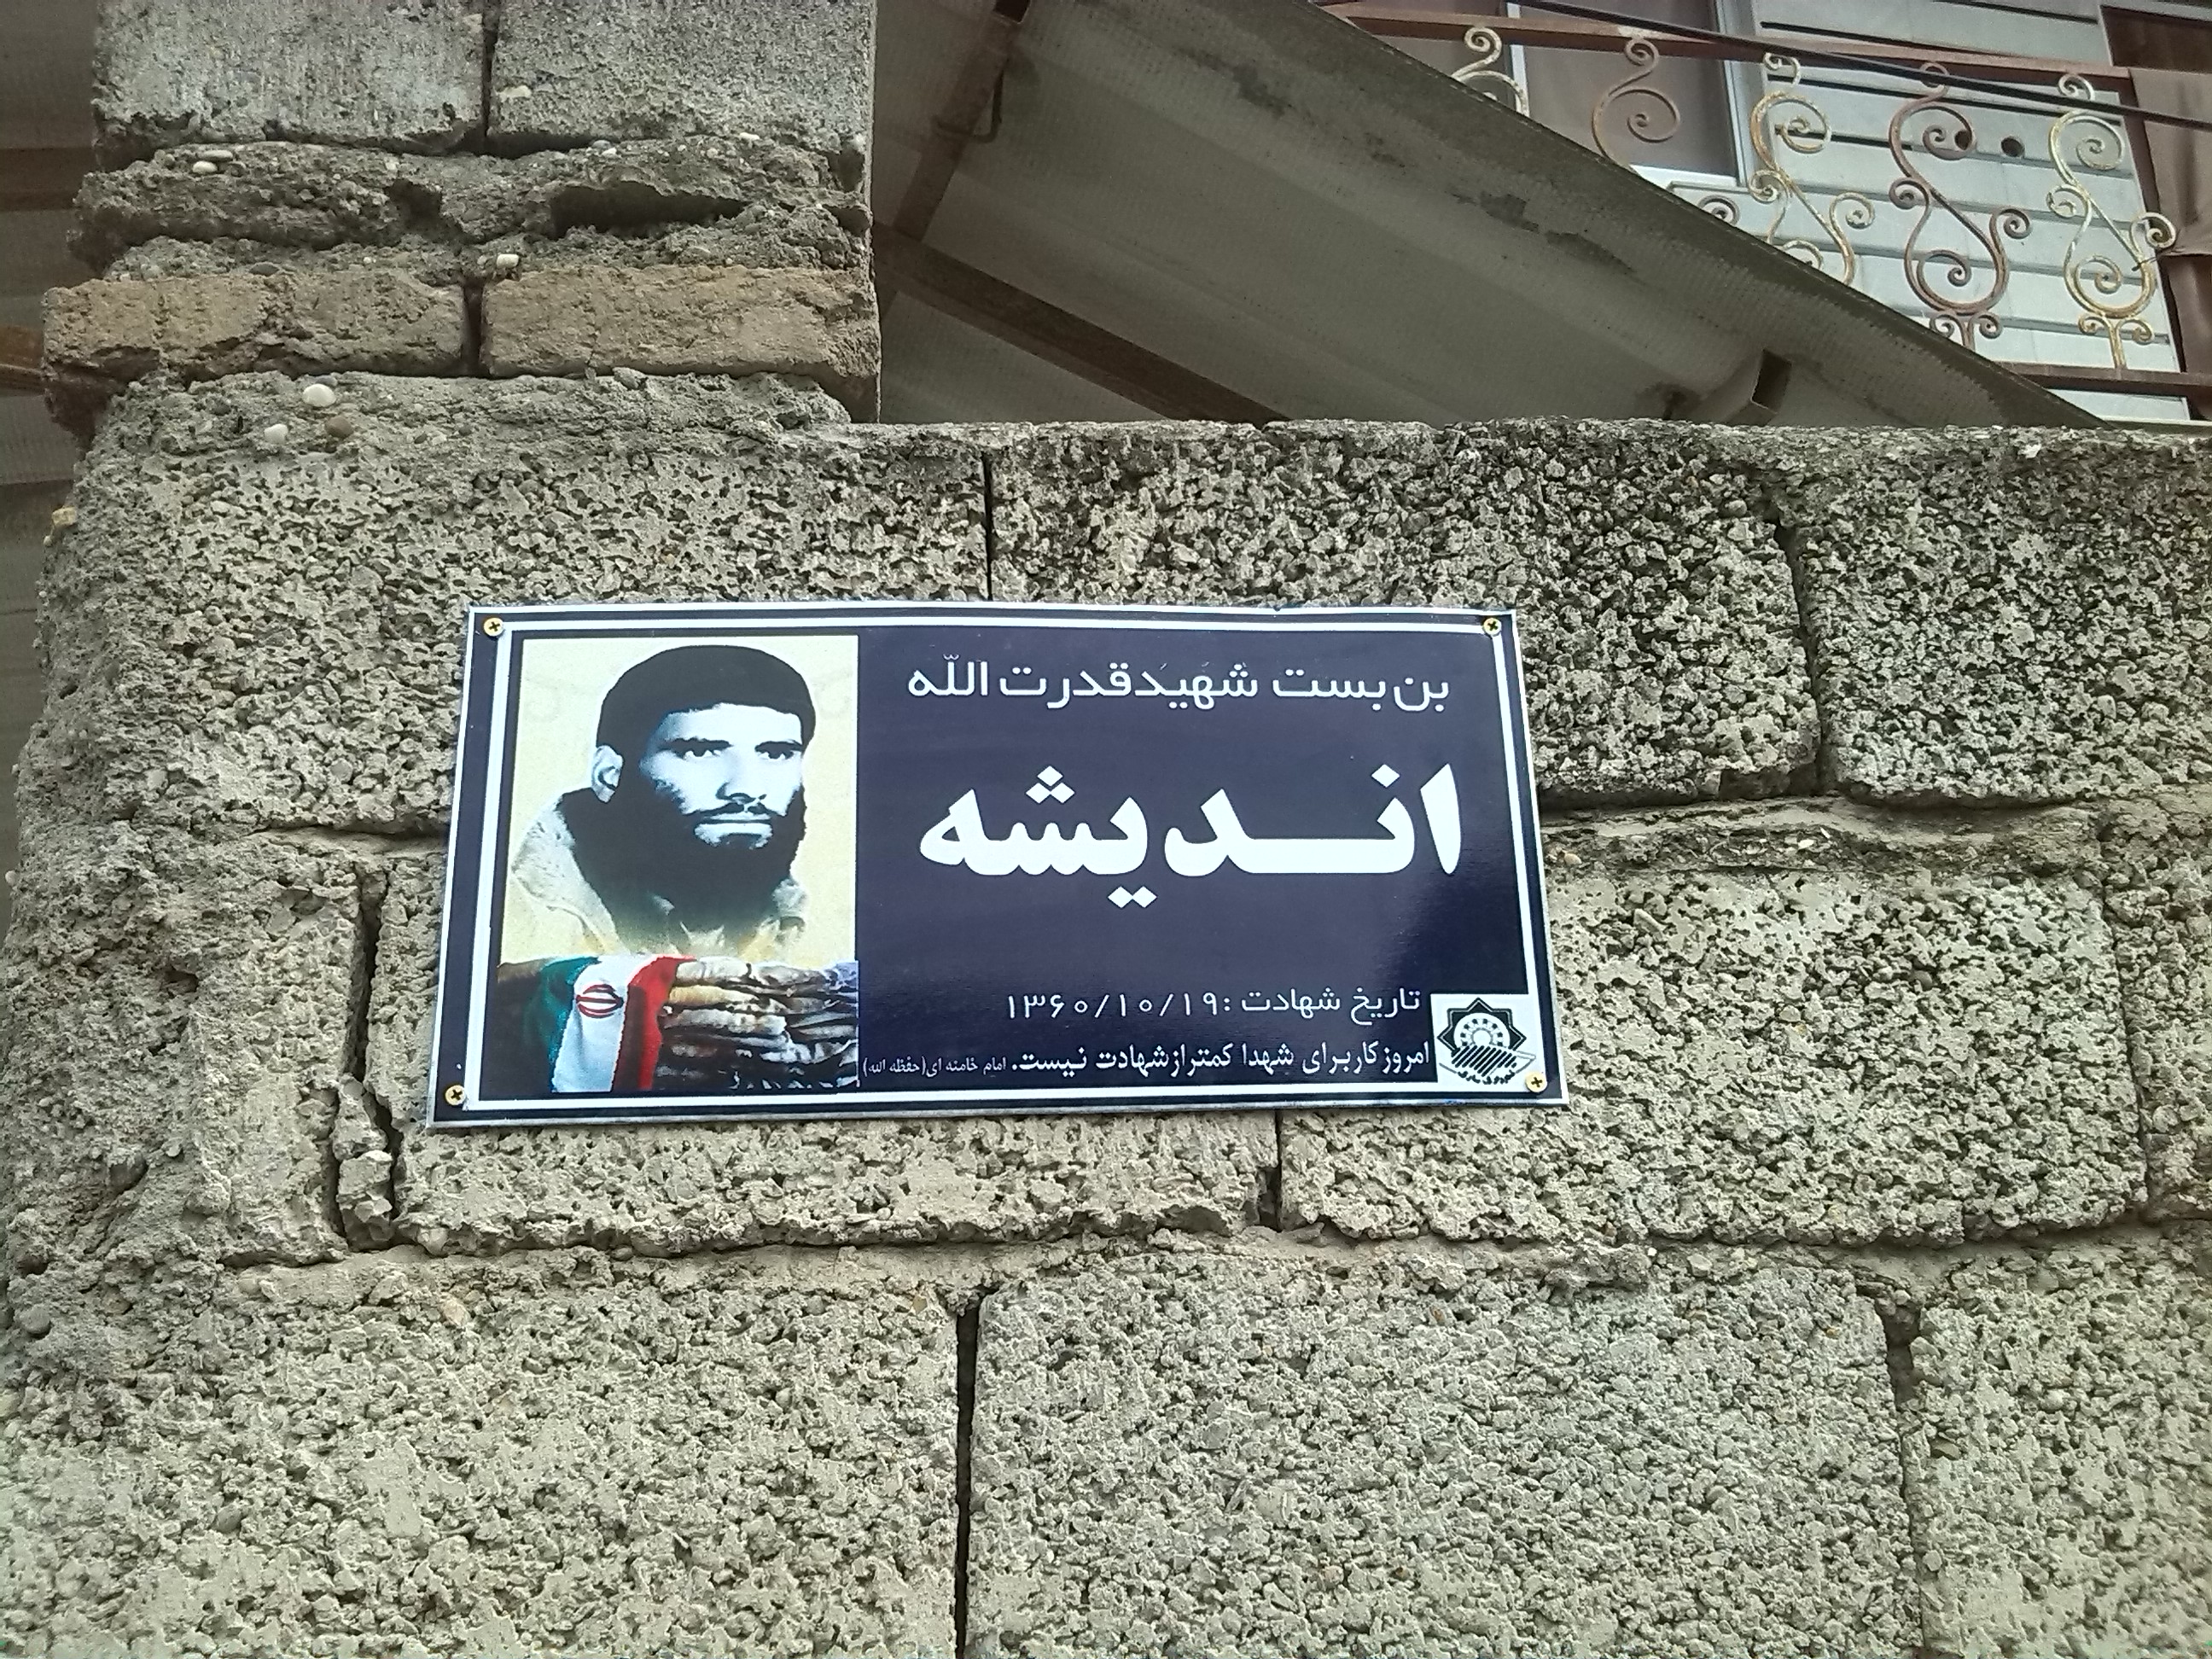 بن بست شهید قدرت اللّه
اندیشه
تاریخ شهادت : ۱۳۶۰/۱۰/۱۹
امروز کار برای شهدا کمتر از شهادت نیست. امام خامنه ای(حفظه الله)